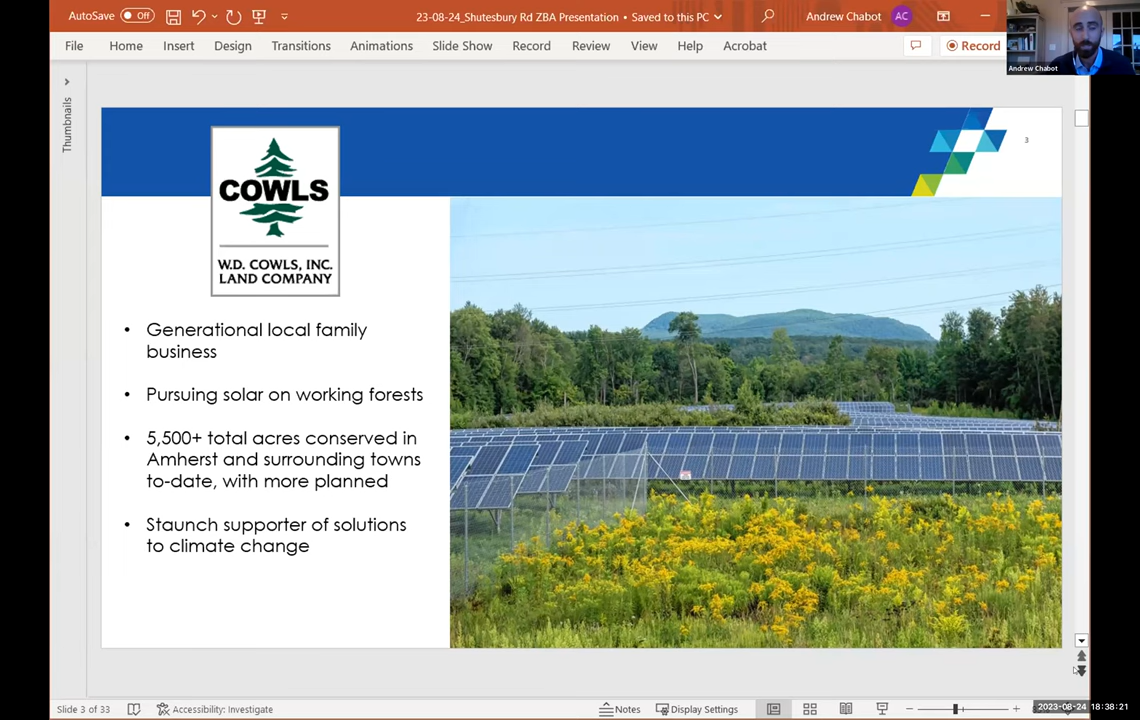 AutoSave Off
23-08-24_Shutesbury Rd ZBA Presentation • Saved to this PC
Andrew Chabot AC
File Home Insert Design Transitions Animations Slide Show Record Review View Help Acrobat
Record
Andrew Chabot
Thumbnails
3
COWLS
W.D. COWLS, INC.
LAND COMPANY
• Generational local family
business
• Pursuing solar on working forests
• 5,500+ total acres conserved in
Amherst and surrounding towns
to-date, with more planned
• Staunch supporter of solutions
to climate change
Slide 3 of 33
Accessibility: Investigate
Notes
Display Settings
2023-08-24 18:38:21